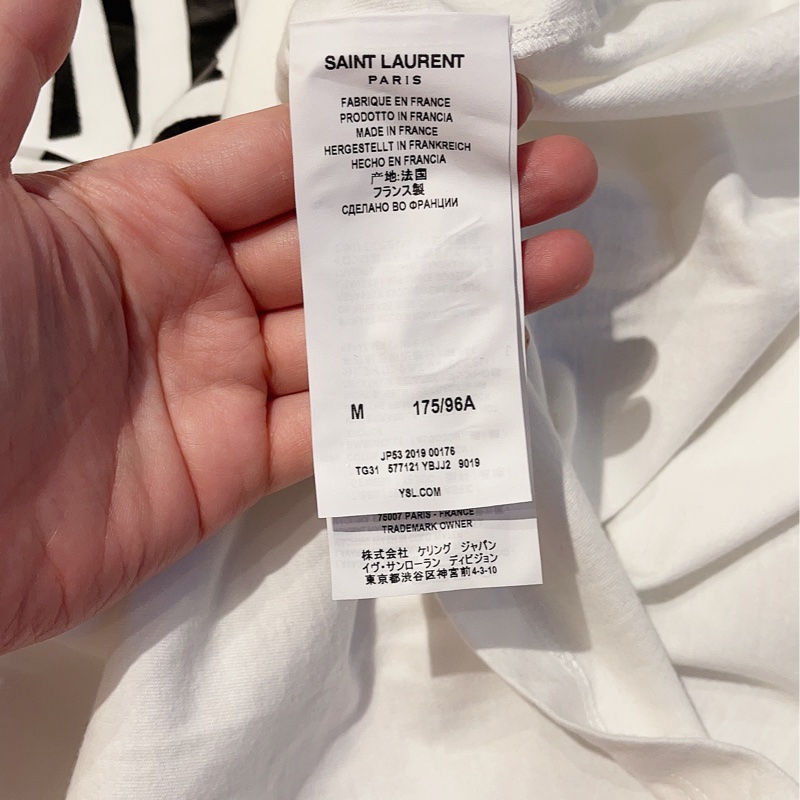 SAINT LAURENT
PARIS
FABRIQUE EN FRANCE
PRODOTTO IN FRANCIA
MADE IN FRANCE
HERGESTELLT IN FRANKREICH
HECHO EN FRANCIA
产地:法国
フランス製
СДЕЛАНО ВО ФРАНЦИИ
M 175/96A
JP53 2019 00176
TG31 577121 YBJJ2 9019
YSL.COM
75007 PARIS - FRANCE
TRADEMARK OWNER
株式会社 ケリング ジャパン
イヴ・サンローラン ディビジョン
東京都渋谷区神宮前4-3-10